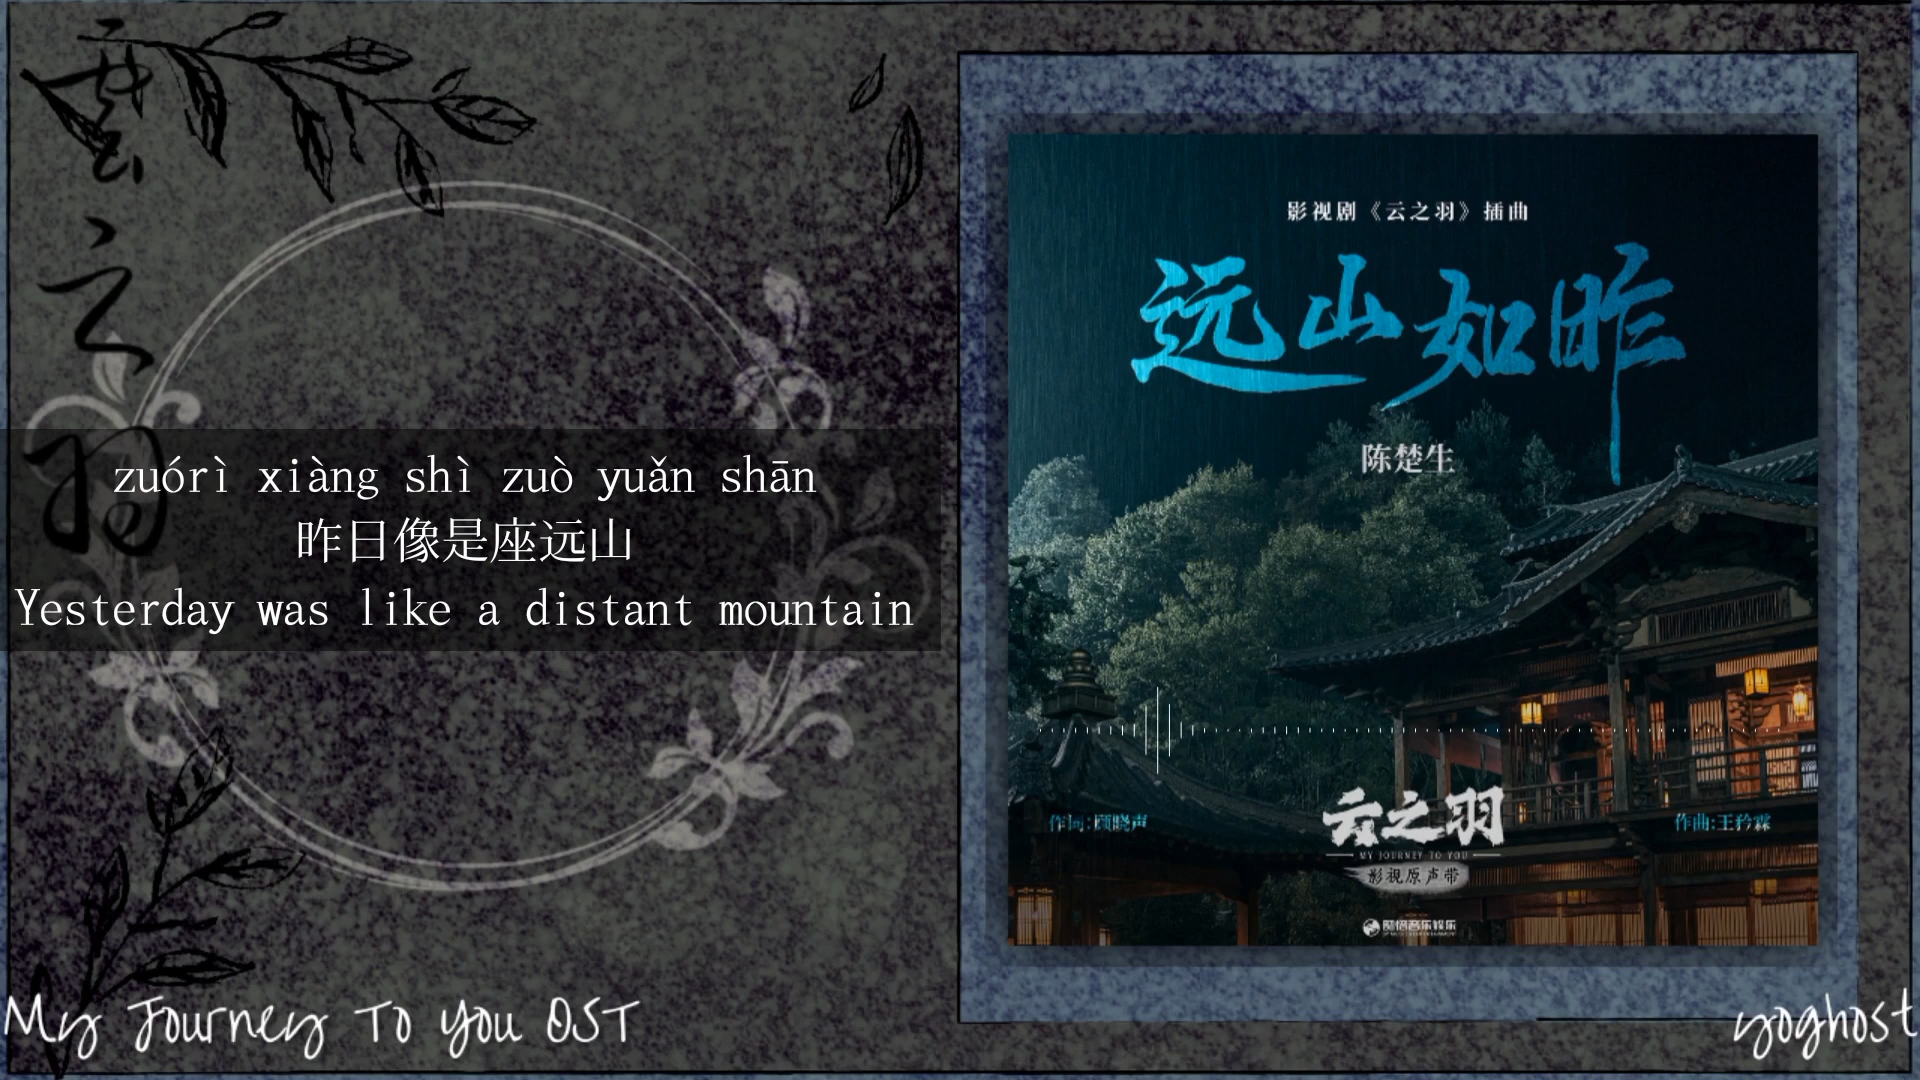 雲之羽
zuórì xiàng shì zuò yuǎn shān
昨日像是座远山
Yesterday was like a distant mountain
My Journey To You OST
影视剧《云之羽》插曲
远山如昨
陈楚生
作词:顾晓声
作曲:王矜霖
云之羽
MY JOURNEY TO YOU
影视原声带
yoghost